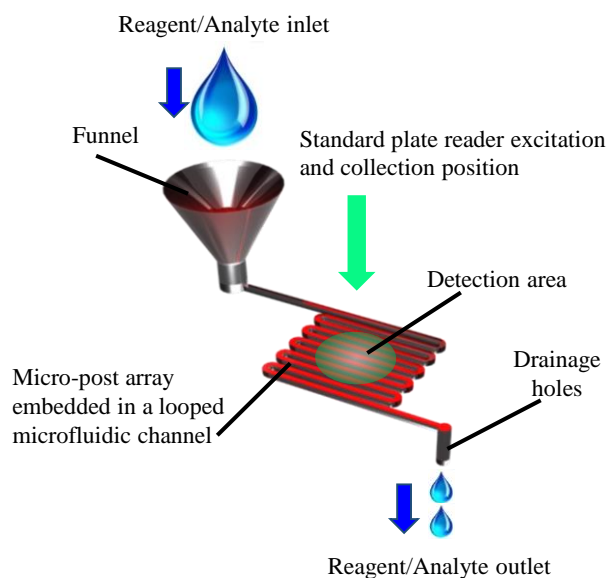 Reagent/Analyte inlet
Funnel
Standard plate reader excitation
and collection position
Detection area
Drainage
holes
Micro-post array
embedded in a looped
microfluidic channel
Reagent/Analyte outlet